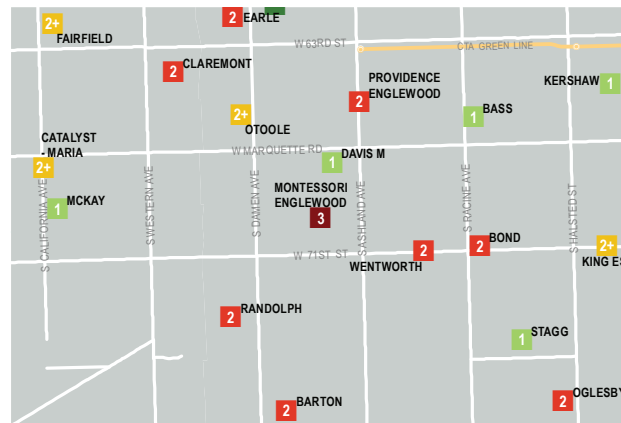 2+
FAIRFIELD
2
EARLE
W 63RD ST
CTA GREEN LINE
2
CLAREMONT
PROVIDENCE
ENGLEWOOD
2
KERSHAW
1
2+
OTOOLE
1
BASS
CATALYST
- MARIA
2+
W MARQUETTE RD
DAVIS M
1
MCKAY
1
MONTESSORI
ENGLEWOOD
3
S CALIFORNIA AVE
S WESTERN AVE
S DAMEN AVE
S ASHLAND AVE
S RACINE AVE
S HALSTED ST
W 71ST ST
WENTWORTH
2
BOND
2
2+
KING ES
2
RANDOLPH
1
STAGG
2
BARTON
2
OGLESBY